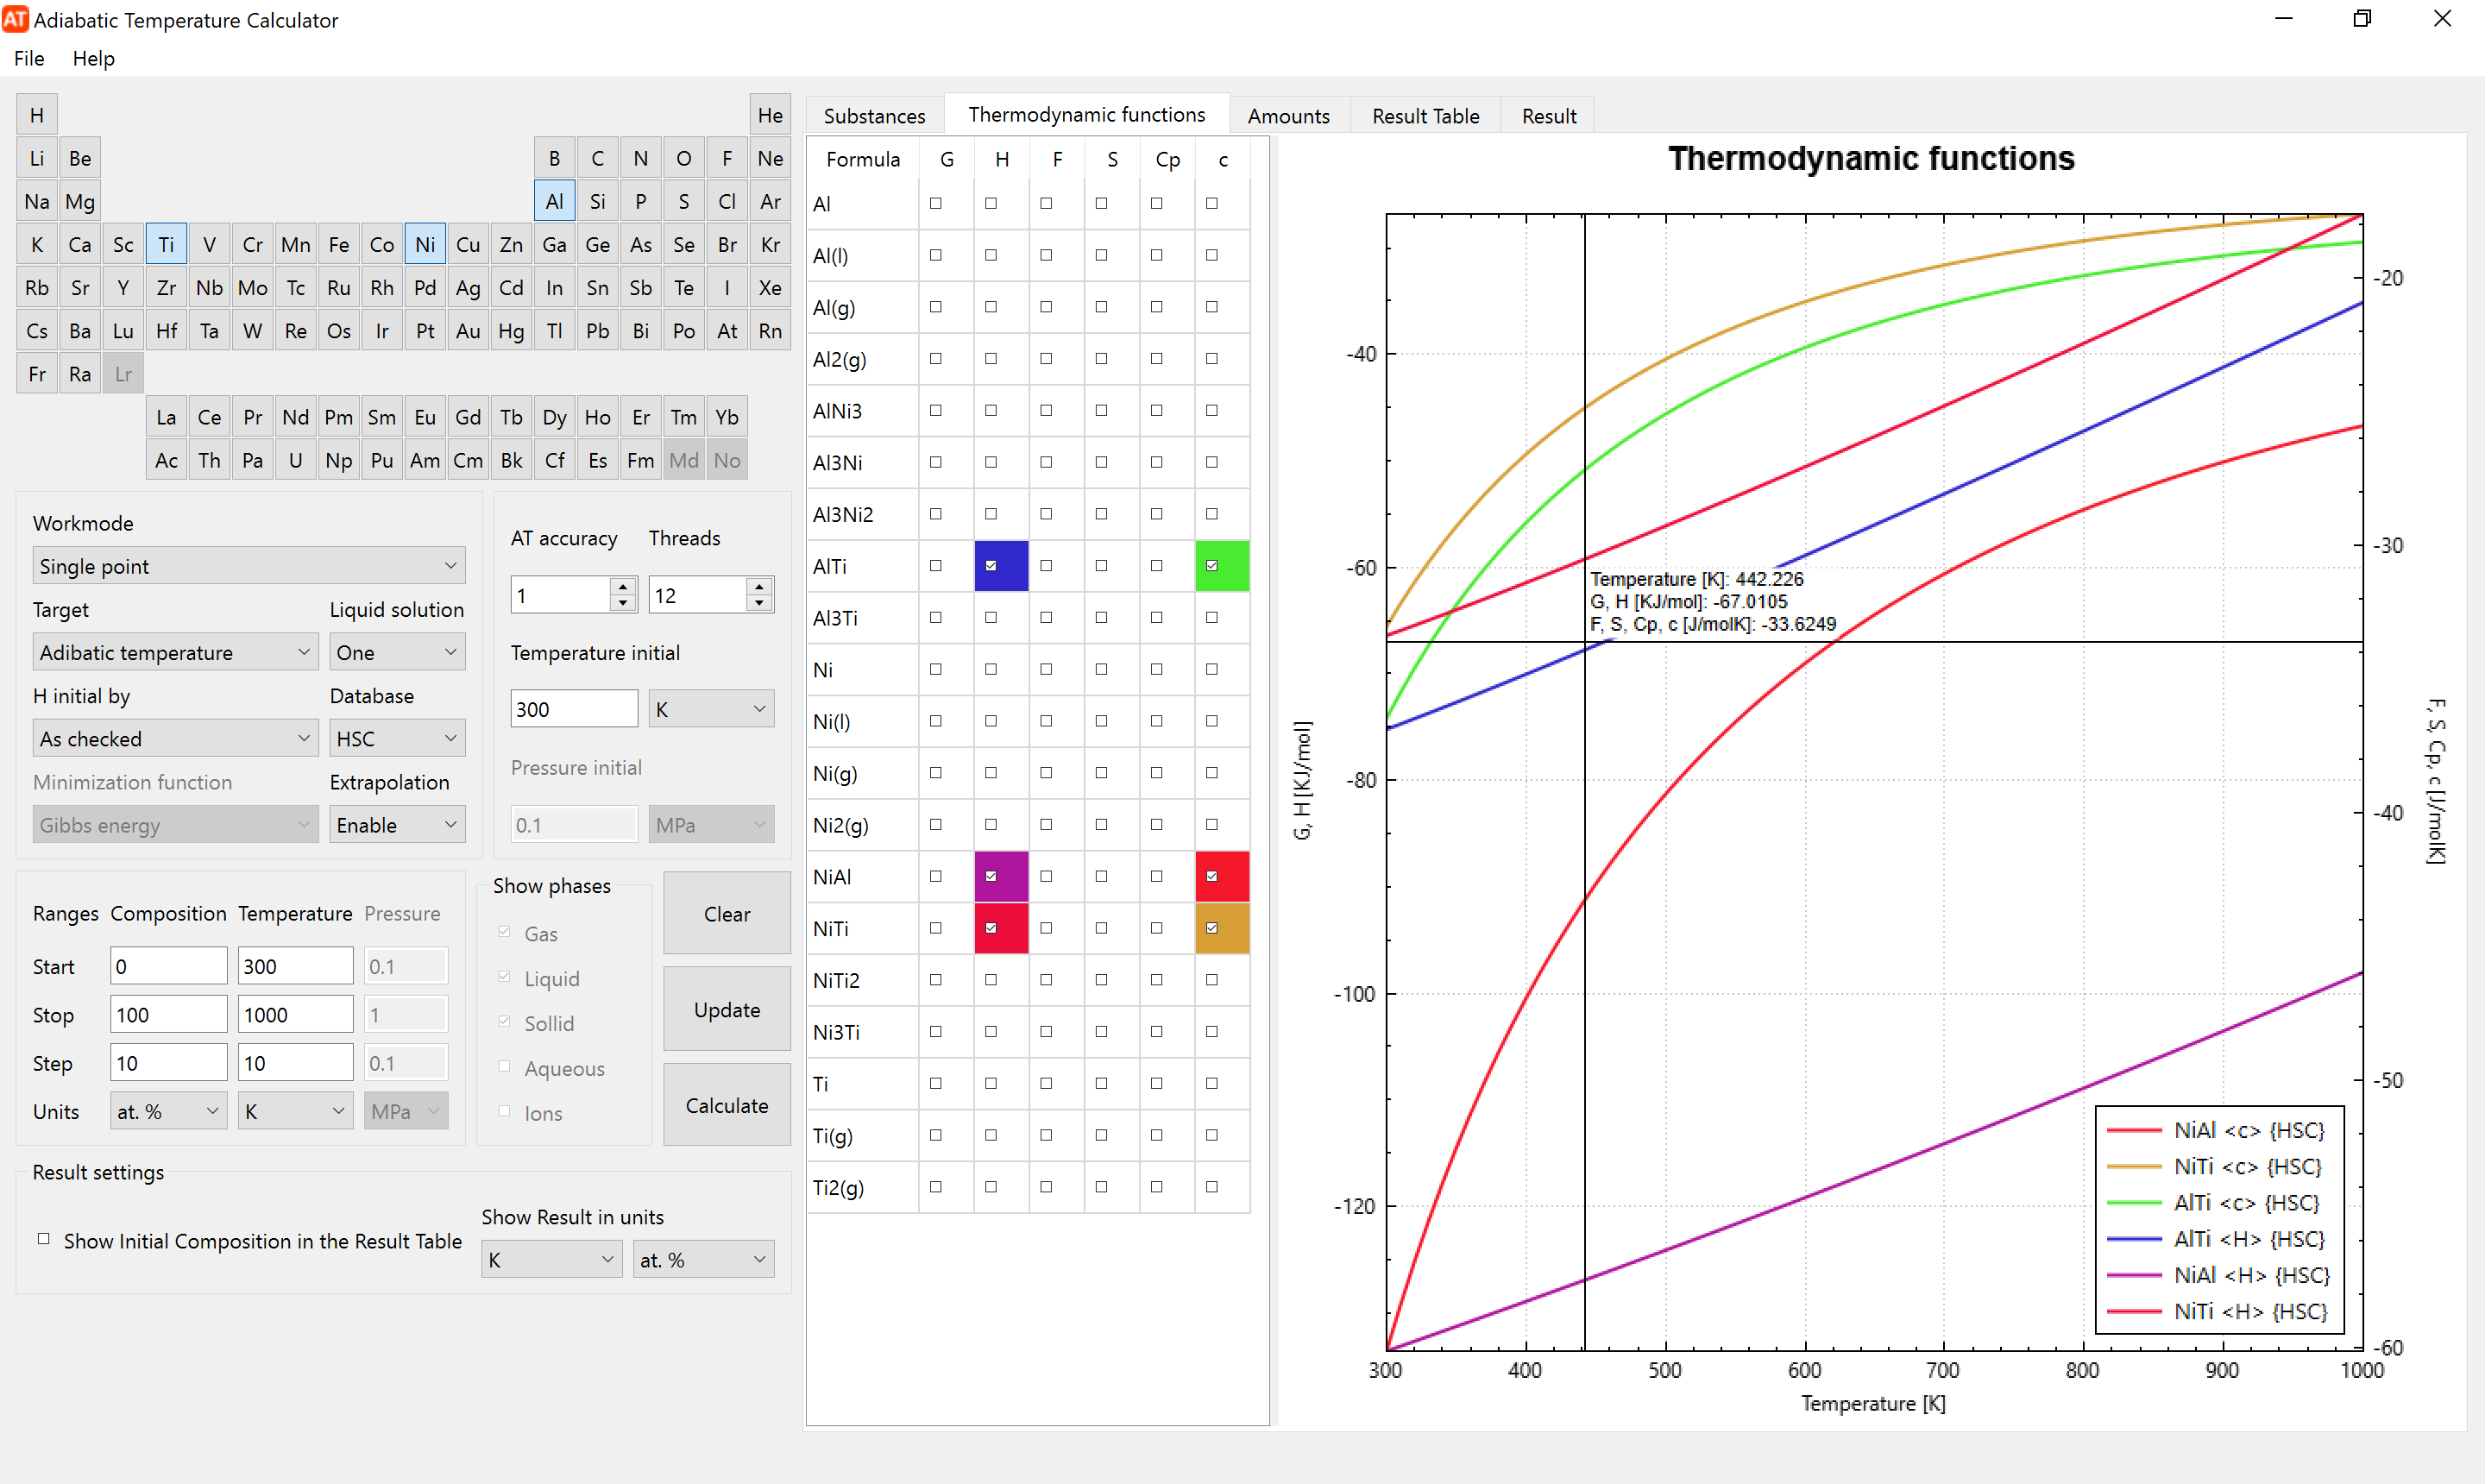 AT Adiabatic Temperature Calculator
File Help
H He
Li Be B C N O F Ne
Na Mg Al Si P S Cl Ar
K Ca Sc Ti V Cr Mn Fe Co Ni Cu Zn Ga Ge As Se Br Kr
Rb Sr Y Zr Nb Mo Tc Ru Rh Pd Ag Cd In Sn Sb Te I Xe
Cs Ba Lu Hf Ta W Re Os Ir Pt Au Hg Tl Pb Bi Po At Rn
Fr Ra Lr
La Ce Pr Nd Pm Sm Eu Gd Tb Dy Ho Er Tm Yb
Ac Th Pa U Np Pu Am Cm Bk Cf Es Fm Md No
Workmode
Single point
Target Liquid solution
Adibatic temperature One
H initial by Database
As checked HSC
Minimization function Extrapolation
Gibbs energy Enable
AT accuracy Threads
1 12
Temperature initial
300 K
Pressure initial
0.1 MPa
Ranges Composition Temperature Pressure
Start 0 300 0.1
Stop 100 1000 1
Step 10 10 0.1
Units at. % K MPa
Show phases
Gas
Liquid
Sollid
Aqueous
Ions
Clear
Update
Calculate
Result settings
Show Initial Composition in the Result Table
Show Result in units
K at. %
Substances Thermodynamic functions Amounts Result Table Result
Formula G H F S Cp c
Al
Al(l)
Al(g)
Al2(g)
AlNi3
Al3Ni
Al3Ni2
AlTi
Al3Ti
Ni
Ni(l)
Ni(g)
Ni2(g)
NiAl
NiTi
NiTi2
Ni3Ti
Ti
Ti(g)
Ti2(g)
Thermodynamic functions
G, H [KJ/mol]
-40
-60
-80
-100
-120
Temperature [K]: 442.226
G, H [KJ/mol]: -67.0105
F, S, Cp, c [J/molK]: -33.6249
-20
-30
-40
-50
-60
F, S, Cp, c [J/molK]
NiAl <c> {HSC}
NiTi <c> {HSC}
AlTi <c> {HSC}
AlTi <H> {HSC}
NiAl <H> {HSC}
NiTi <H> {HSC}
300 400 500 600 700 800 900 1000
Temperature [K]